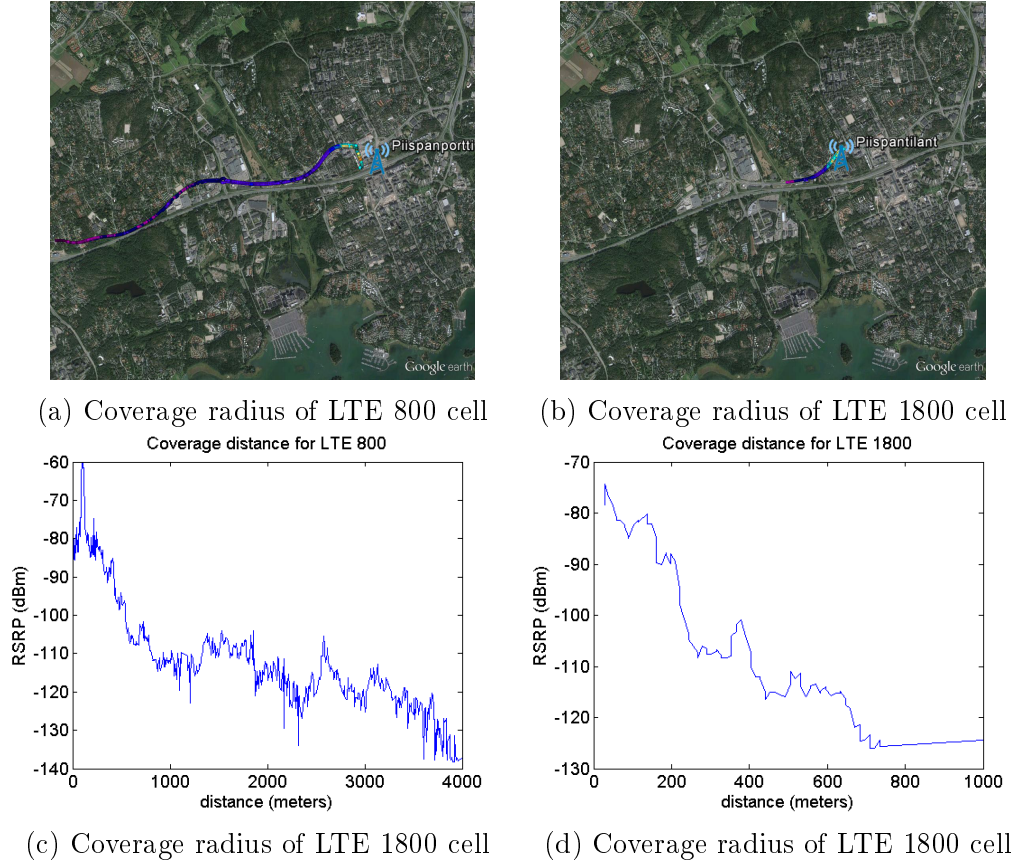 Piispanportti
Google earth
Piispantilant
Google earth
(a) Coverage radius of LTE 800 cell
(b) Coverage radius of LTE 1800 cell
Coverage distance for LTE 800
-60
-70
-80
-90
-100
-110
-120
-130
-140
RSRP (dBm)
0 1000 2000 3000 4000
distance (meters)
Coverage distance for LTE 1800
-70
-80
-90
-100
-110
-120
-130
RSRP (dBm)
0 200 400 600 800 1000
distance (meters)
(c) Coverage radius of LTE 1800 cell
(d) Coverage radius of LTE 1800 cell